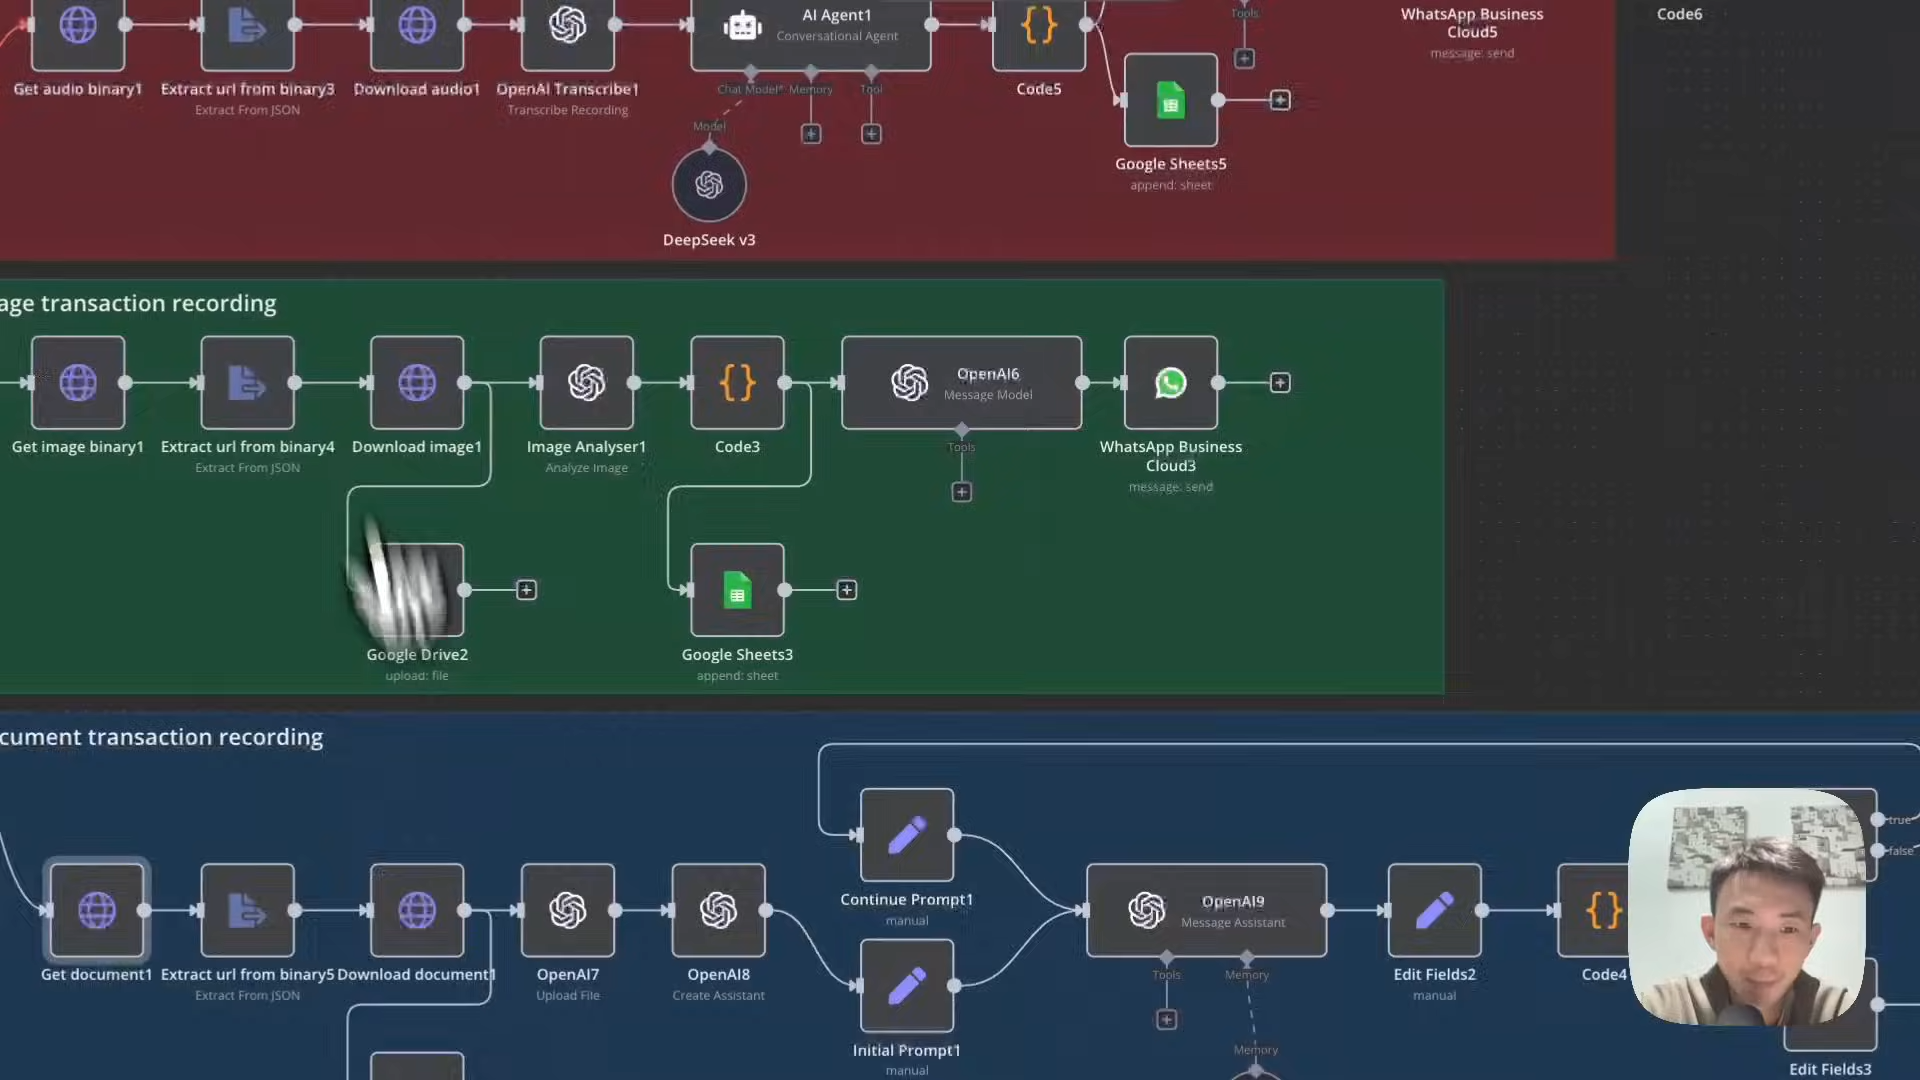 AI Agent1
Conversational Agent
Tools
WhatsApp Business
Cloud5
message: send
Code6
Get audio binary1
Extract url from binary3
Extract From JSON
Download audio1
OpenAI Transcribe1
Transcribe Recording
Chat Model*
Memory
Tool
Code5
Model
DeepSeek v3
Google Sheets5
append: sheet
age transaction recording
Get image binary1
Extract url from binary4
Extract From JSON
Download image1
Image Analyser1
Analyze Image
Code3
OpenAI6
Message Model
Tools
WhatsApp Business
Cloud3
message: send
Google Drive2
upload: file
Google Sheets3
append: sheet
cument transaction recording
Continue Prompt1
manual
true
false
Get document1
Extract url from binary5
Extract From JSON
Download document1
OpenAI7
Upload File
OpenAI8
Create Assistant
Initial Prompt1
manual
OpenAI9
Message Assistant
Tools
Memory
Memory
Edit Fields2
manual
Code4
Edit Fields3